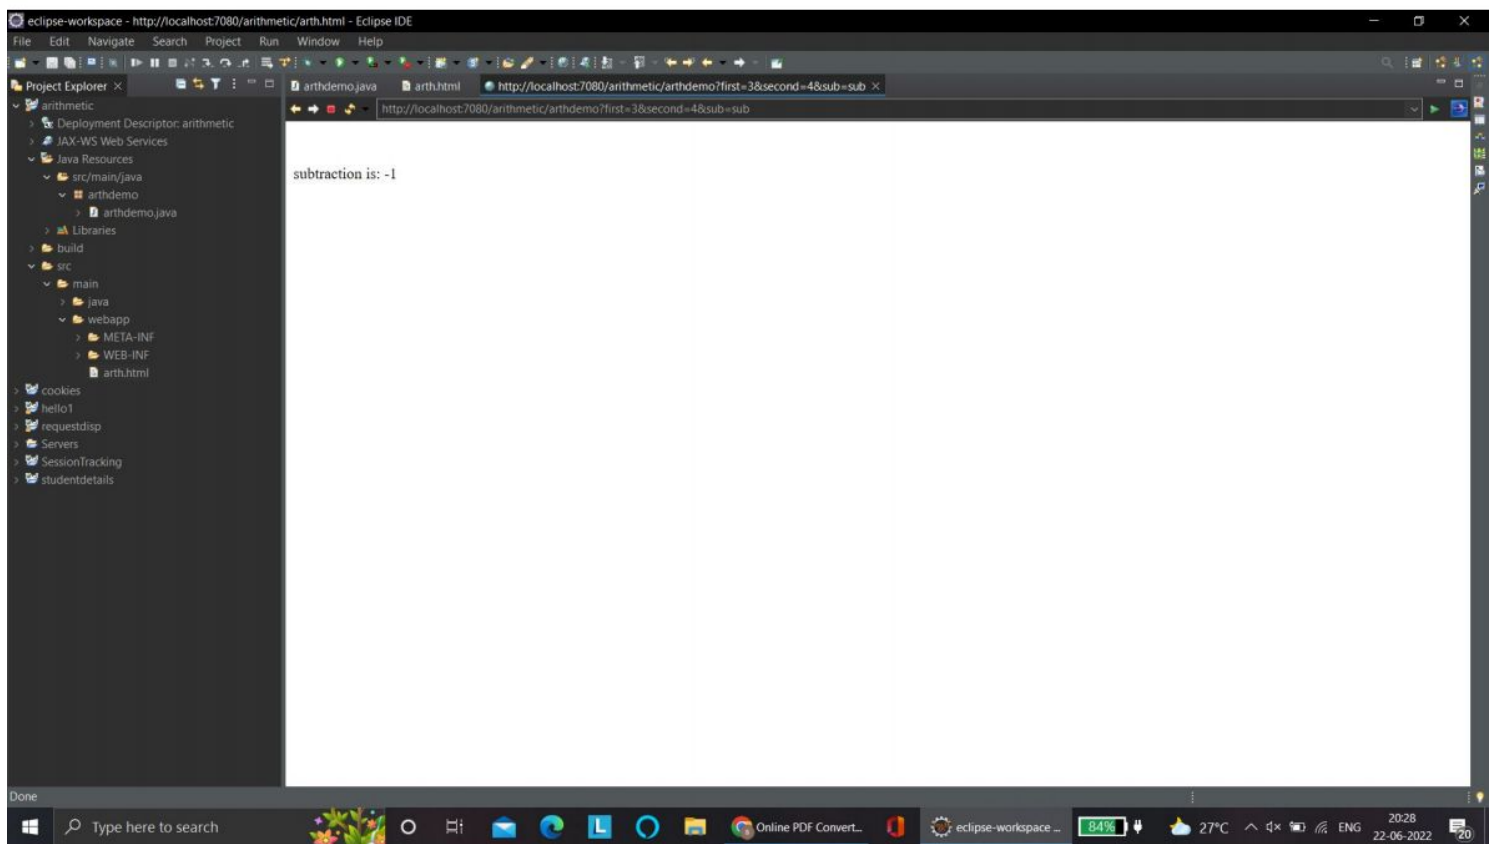 eclipse-workspace - http://localhost:7080/arithmetic/arth.html - Eclipse IDE
File Edit Navigate Search Project Run Window Help
Project Explorer
arthdemo.java
arth.html
http://localhost:7080/arithmetic/arthdemo?first=3&second=4&sub=sub
http://localhost:7080/arithmetic/arthdemo?first=3&second=4&sub=sub
arithmetic
Deployment Descriptor: arithmetic
JAX-WS Web Services
Java Resources
src/main/java
arthdemo
arthdemo.java
Libraries
build
src
main
java
webapp
META-INF
WEB-INF
arth.html
cookies
hello1
requestdisp
Servers
SessionTracking
studentdetails
subtraction is: -1
Done
Type here to search
L
Online PDF Convert...
eclipse-workspace ...
84%
27°C
ENG
20:28
22-06-2022
20